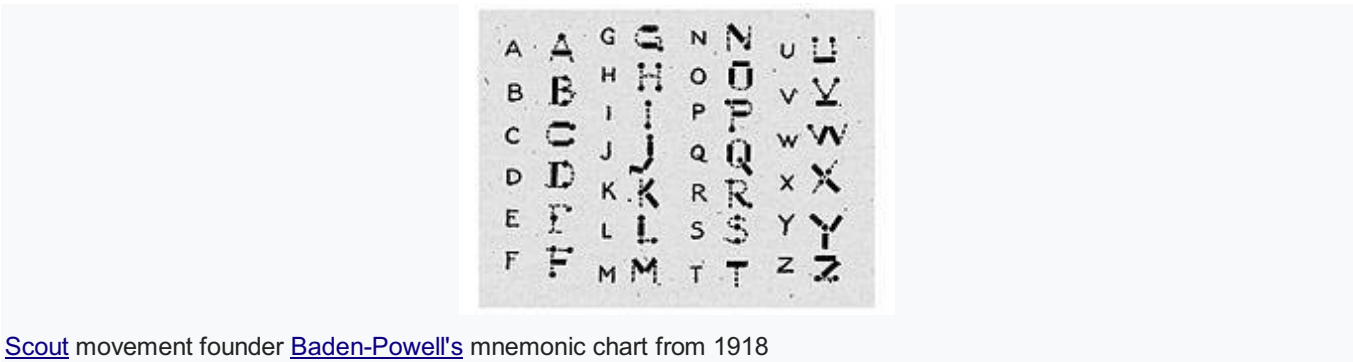 A A G G N N U U
B B H H O O V V
C C I I P P W W
D D J J Q Q X X
E E K K R R Y Y
F F L L S S Z Z
M M T T
Scout movement founder Baden-Powell's mnemonic chart from 1918